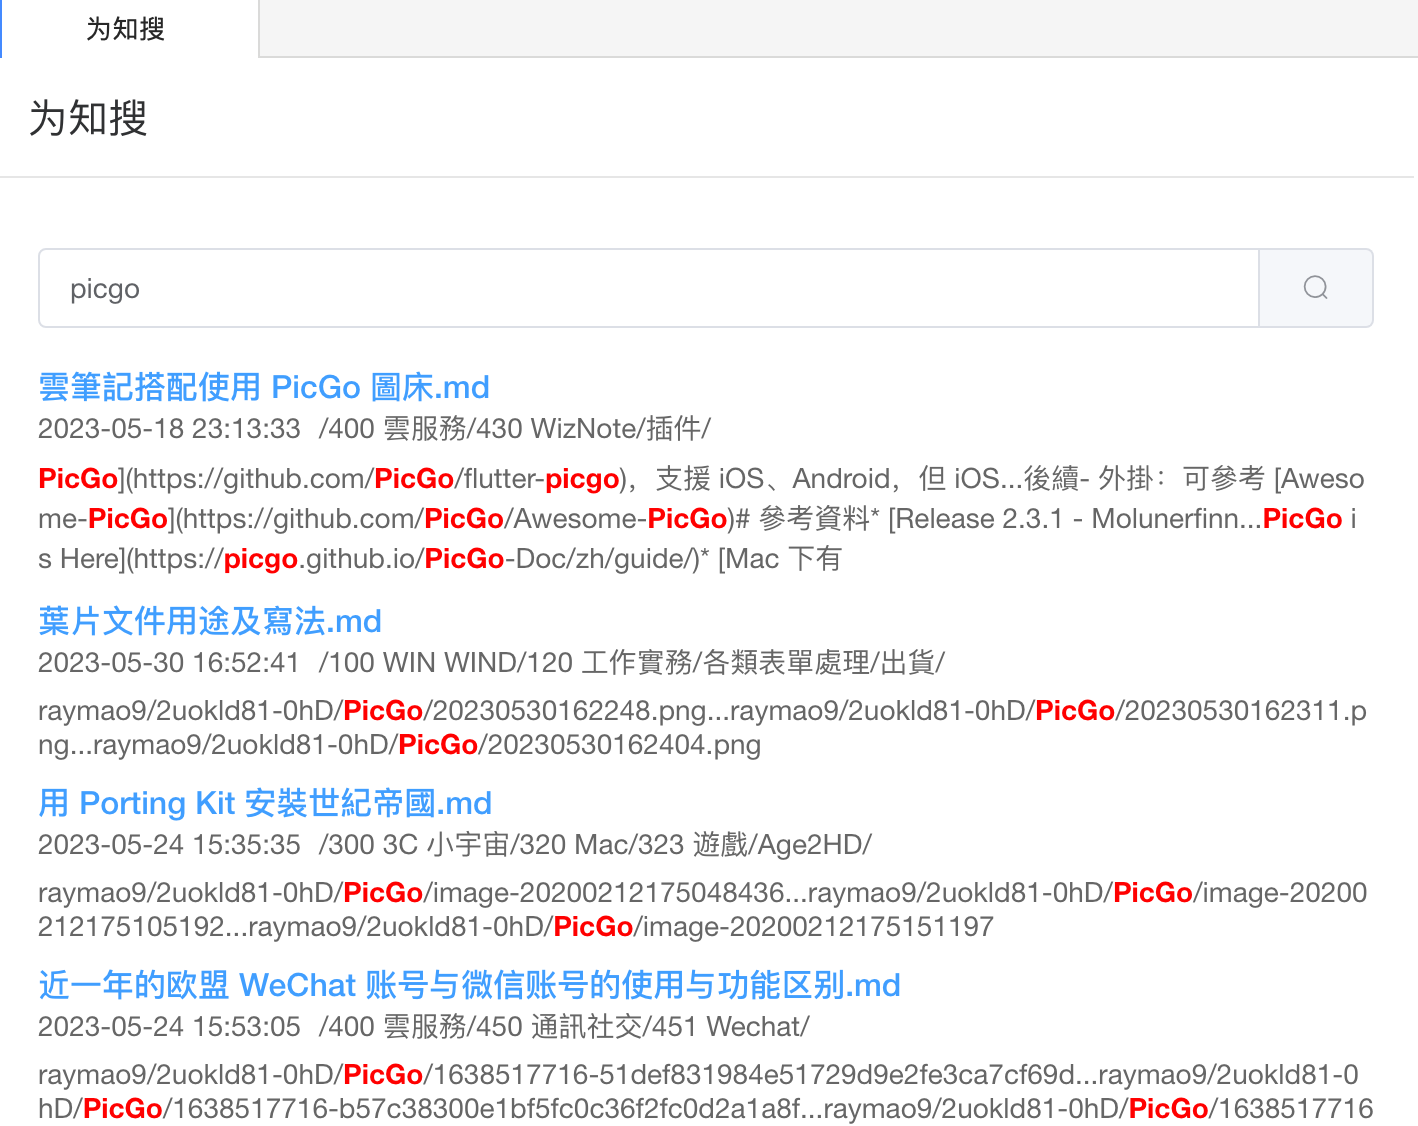 为知搜
为知搜
picgo
雲筆記搭配使用 PicGo 圖床.md
2023-05-18 23:13:33 /400 雲服務/430 WizNote/插件/
PicGo](https://github.com/PicGo/flutter-picgo)，支援 iOS、Android，但 iOS...後續- 外掛：可參考 [Aweso
me-PicGo](https://github.com/PicGo/Awesome-PicGo)# 參考資料* [Release 2.3.1 - Molunerfinn...PicGo i
s Here](https://picgo.github.io/PicGo-Doc/zh/guide/)* [Mac 下有
葉片文件用途及寫法.md
2023-05-30 16:52:41 /100 WIN WIND/120 工作實務/各類表單處理/出貨/
raymao9/2uokld81-0hD/PicGo/20230530162248.png...raymao9/2uokld81-0hD/PicGo/20230530162311.p
ng...raymao9/2uokld81-0hD/PicGo/20230530162404.png
用 Porting Kit 安裝世紀帝國.md
2023-05-24 15:35:35 /300 3C 小宇宙/320 Mac/323 遊戲/Age2HD/
raymao9/2uokld81-0hD/PicGo/image-20200212175048436...raymao9/2uokld81-0hD/PicGo/image-20200
212175105192...raymao9/2uokld81-0hD/PicGo/image-20200212175151197
近一年的欧盟 WeChat 账号与微信账号的使用与功能区别.md
2023-05-24 15:53:05 /400 雲服務/450 通訊社交/451 Wechat/
raymao9/2uokld81-0hD/PicGo/1638517716-51def831984e51729d9e2fe3ca7cf69d...raymao9/2uokld81-0
hD/PicGo/1638517716-b57c38300e1bf5fc0c36f2fc0d2a1a8f...raymao9/2uokld81-0hD/PicGo/1638517716